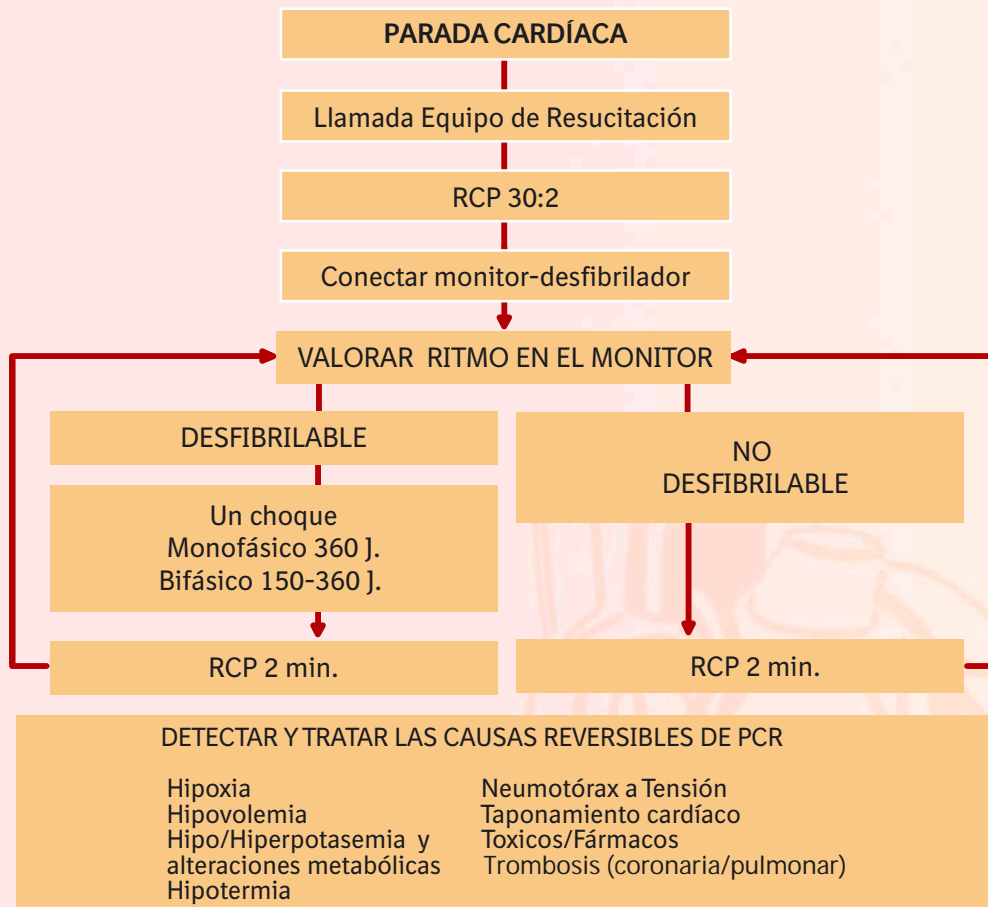 PARADA CARDÍACA
Llamada Equipo de Resucitación
RCP 30:2
Conectar monitor-desfibrilador
VALORAR RITMO EN EL MONITOR
DESFIBRILABLE
Un choque
Monofásico 360 J.
Bifásico 150-360 J.
RCP 2 min.
NO
DESFIBRILABLE
RCP 2 min.
DETECTAR Y TRATAR LAS CAUSAS REVERSIBLES DE PCR
Hipoxia
Hipovolemia
Hipo/Hiperpotasemia y
alteraciones metabólicas
Hipotermia
Neumotórax a Tensión
Taponamiento cardíaco
Toxicos/Fármacos
Trombosis (coronaria/pulmonar)